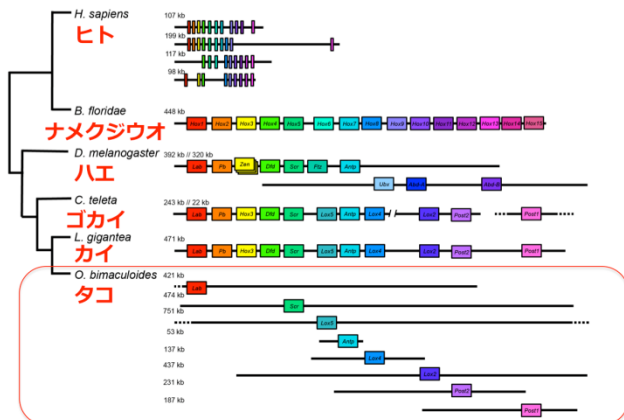 H. sapiens
ヒト
107 kb
199 kb
117 kb
98 kb
B. floridae
ナメクジウオ
448 kb
Hox1 Hox2 Hox3 Hox4 Hox5 Hox6 Hox7 Hox8 Hox9 Hox10 Hox11 Hox12 Hox13 Hox14 Hox15
D. melanogaster
ハエ
392 kb // 320 kb
Lab Pb Zen Dfd Scr Ftz Antp
Ubx Abd-A Abd-B
C. teleta
ゴカイ
243 kb // 22 kb
Lab Pb Hox3 Dfd Scr Lox5 Antp Lox4 Lox2 Post2 Post1
L. gigantea
カイ
471 kb
Lab Pb Hox3 Dfd Scr Lox5 Antp Lox4 Lox2 Post2 Post1
O. bimaculoides
タコ
421 kb
Lab
474 kb
Scr
751 kb
Lox5
53 kb
Antp
137 kb
Lox4
437 kb
Lox2
231 kb
Post2
187 kb
Post1